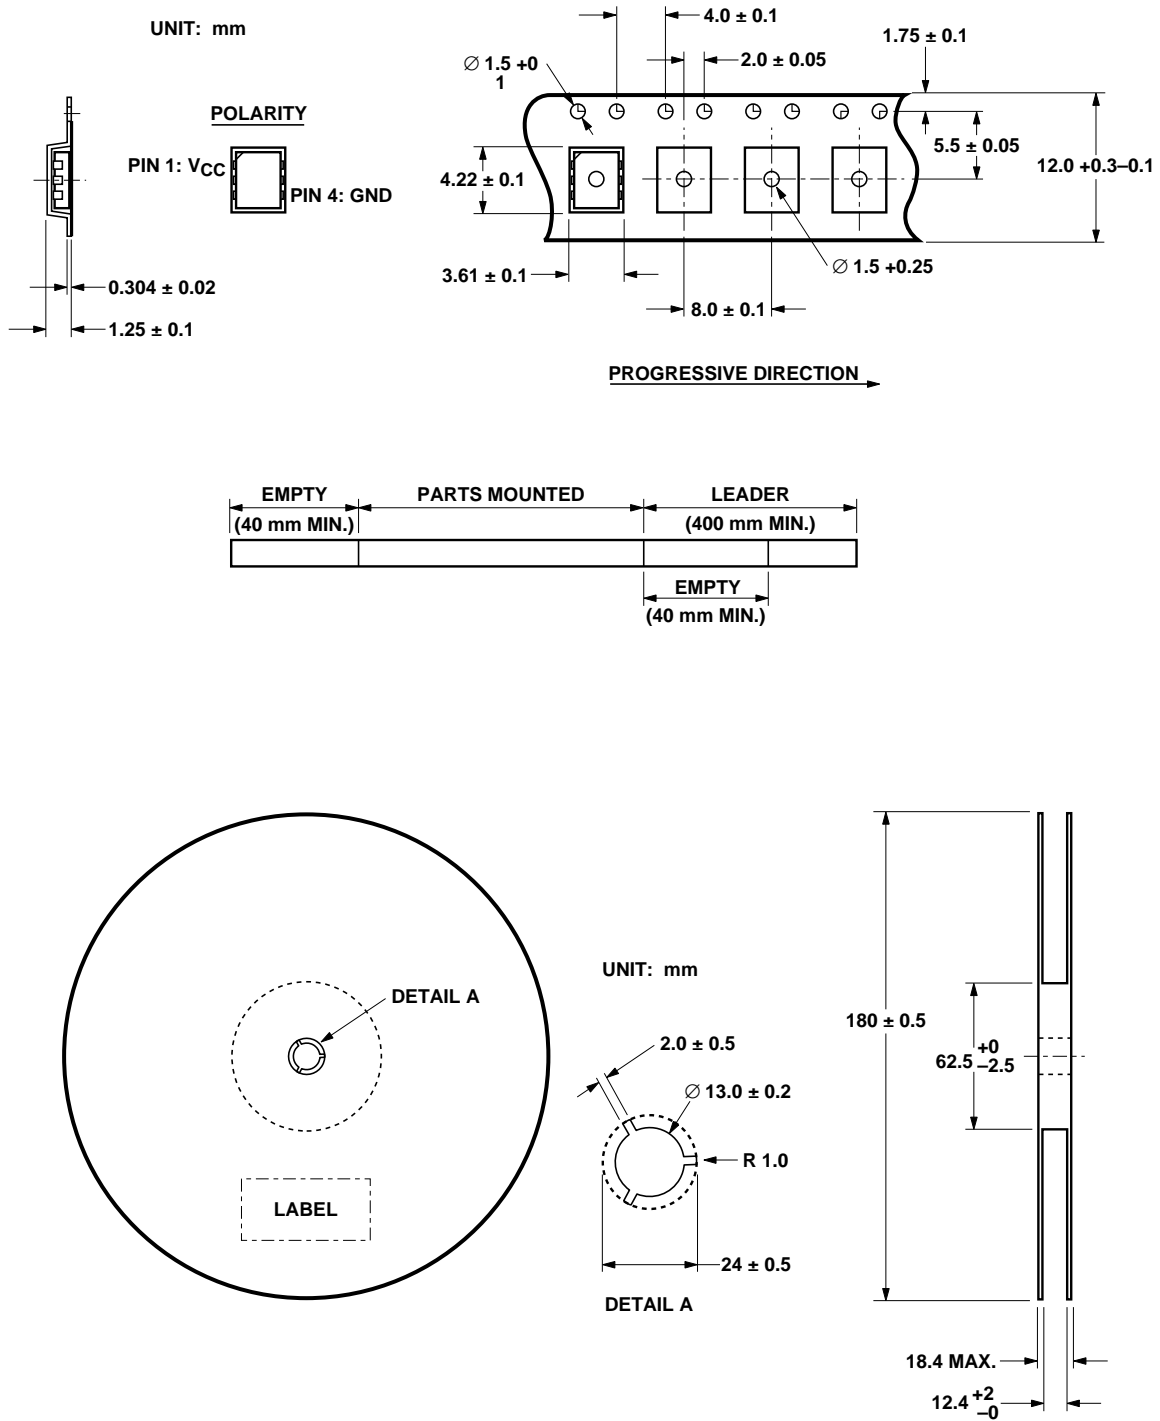 UNIT: mm
4.0 ± 0.1
1.75 ± 0.1
∅ 1.5 +0
1
2.0 ± 0.05
POLARITY
PIN 1: VCC
PIN 4: GND
4.22 ± 0.1
5.5 ± 0.05
12.0 +0.3–0.1
3.61 ± 0.1
∅ 1.5 +0.25
0.304 ± 0.02
8.0 ± 0.1
1.25 ± 0.1
PROGRESSIVE DIRECTION
EMPTY
PARTS MOUNTED
LEADER
(40 mm MIN.)
(400 mm MIN.)
EMPTY
(40 mm MIN.)
UNIT: mm
DETAIL A
180 ± 0.5
2.0 ± 0.5
62.5 +0 –2.5
∅ 13.0 ± 0.2
R 1.0
LABEL
24 ± 0.5
DETAIL A
18.4 MAX.
12.4 +2 –0